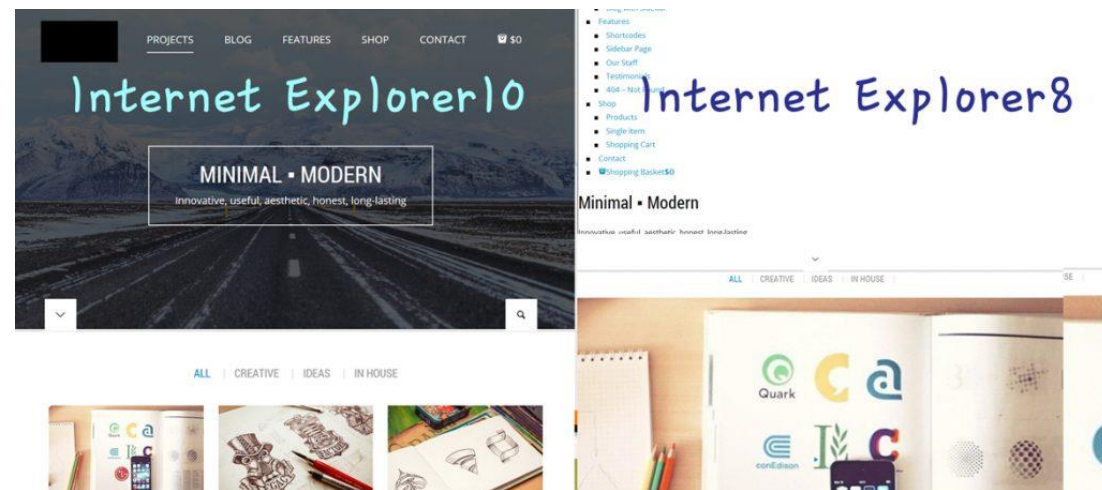 PROJECTS BLOG FEATURES SHOP CONTACT $0
Internet Explorer10
MINIMAL ▪ MODERN
Innovative, useful, aesthetic, honest, long-lasting
ALL | CREATIVE | IDEAS | IN HOUSE
Features
Shortcodes
Sidebar Page
Our Staff
Testimonials
404 – Not Found
Internet Explorer8
Shop
Products
Single Item
Shopping Cart
Contact
Shopping Basket$0
Minimal ▪ Modern
Innovative, useful, aesthetic, honest, long-lasting
ALL | CREATIVE | IDEAS | IN HOUSE |
Quark
conEdison